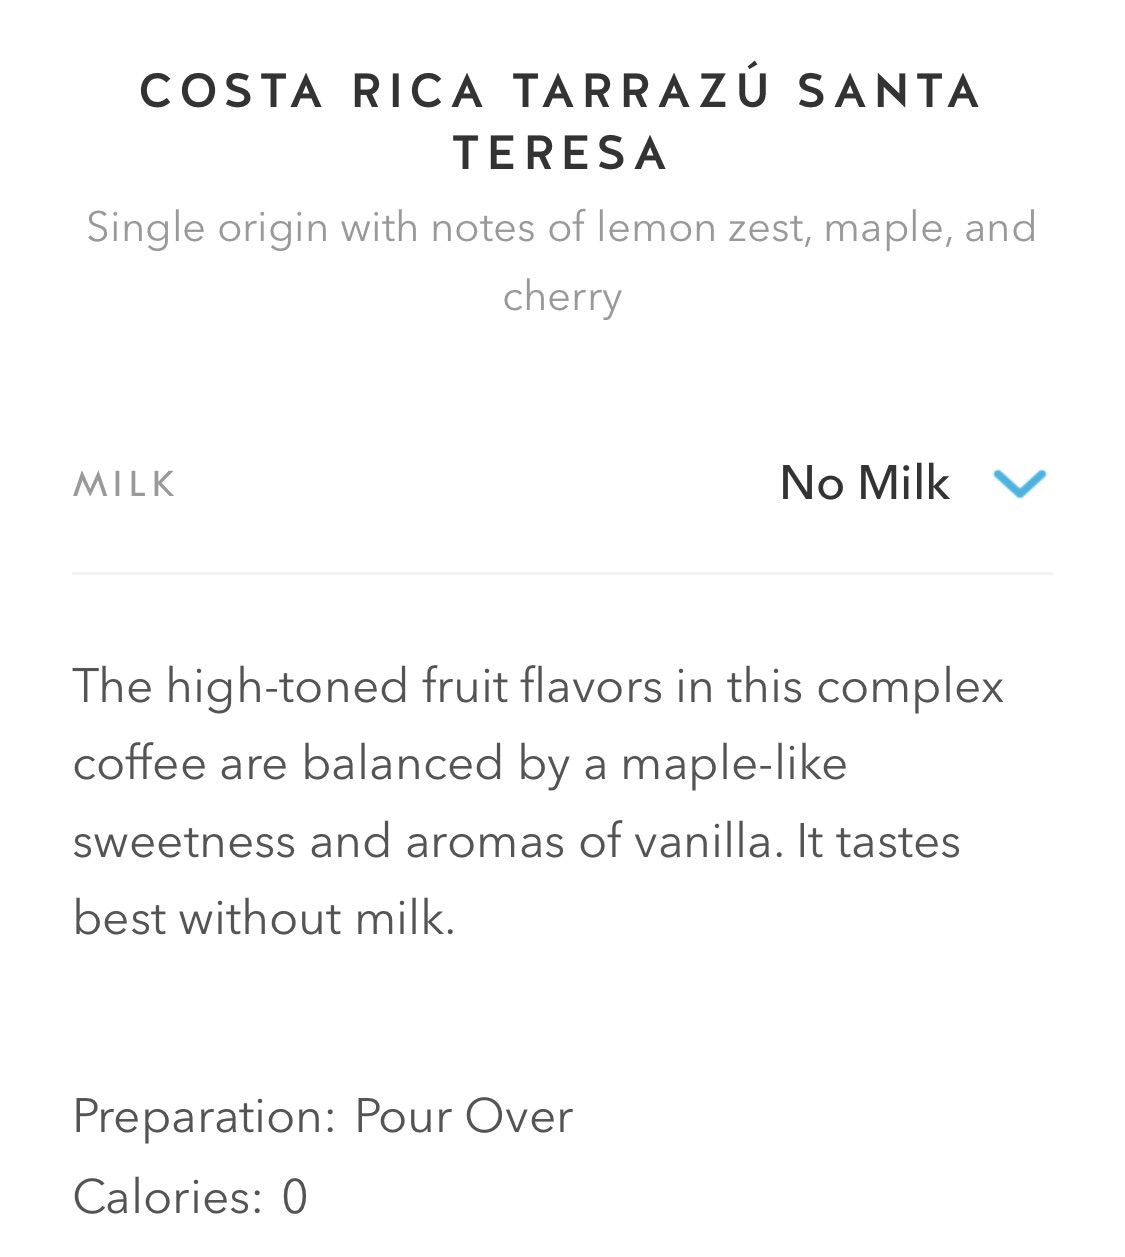 COSTA RICA TARRAZÚ SANTA
TERESA
Single origin with notes of lemon zest, maple, and
cherry
MILK No Milk
The high-toned fruit flavors in this complex
coffee are balanced by a maple-like
sweetness and aromas of vanilla. It tastes
best without milk.
Preparation: Pour Over
Calories: 0